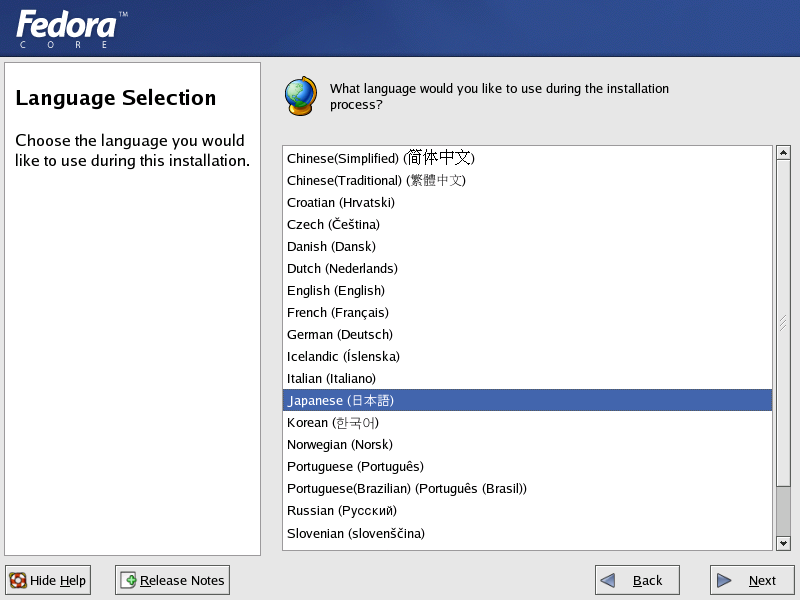 Fedora™
CORE
Language Selection
Choose the language you would
like to use during this installation.
What language would you like to use during the installation
process?
Chinese(Simplified) (简体中文)
Chinese(Traditional) (繁體中文)
Croatian (Hrvatski)
Czech (Čeština)
Danish (Dansk)
Dutch (Nederlands)
English (English)
French (Français)
German (Deutsch)
Icelandic (Íslenska)
Italian (Italiano)
Japanese (日本語)
Korean (한국어)
Norwegian (Norsk)
Portuguese (Português)
Portuguese(Brazilian) (Português (Brasil))
Russian (Русский)
Slovenian (slovenščina)
Hide Help
Release Notes
Back
Next